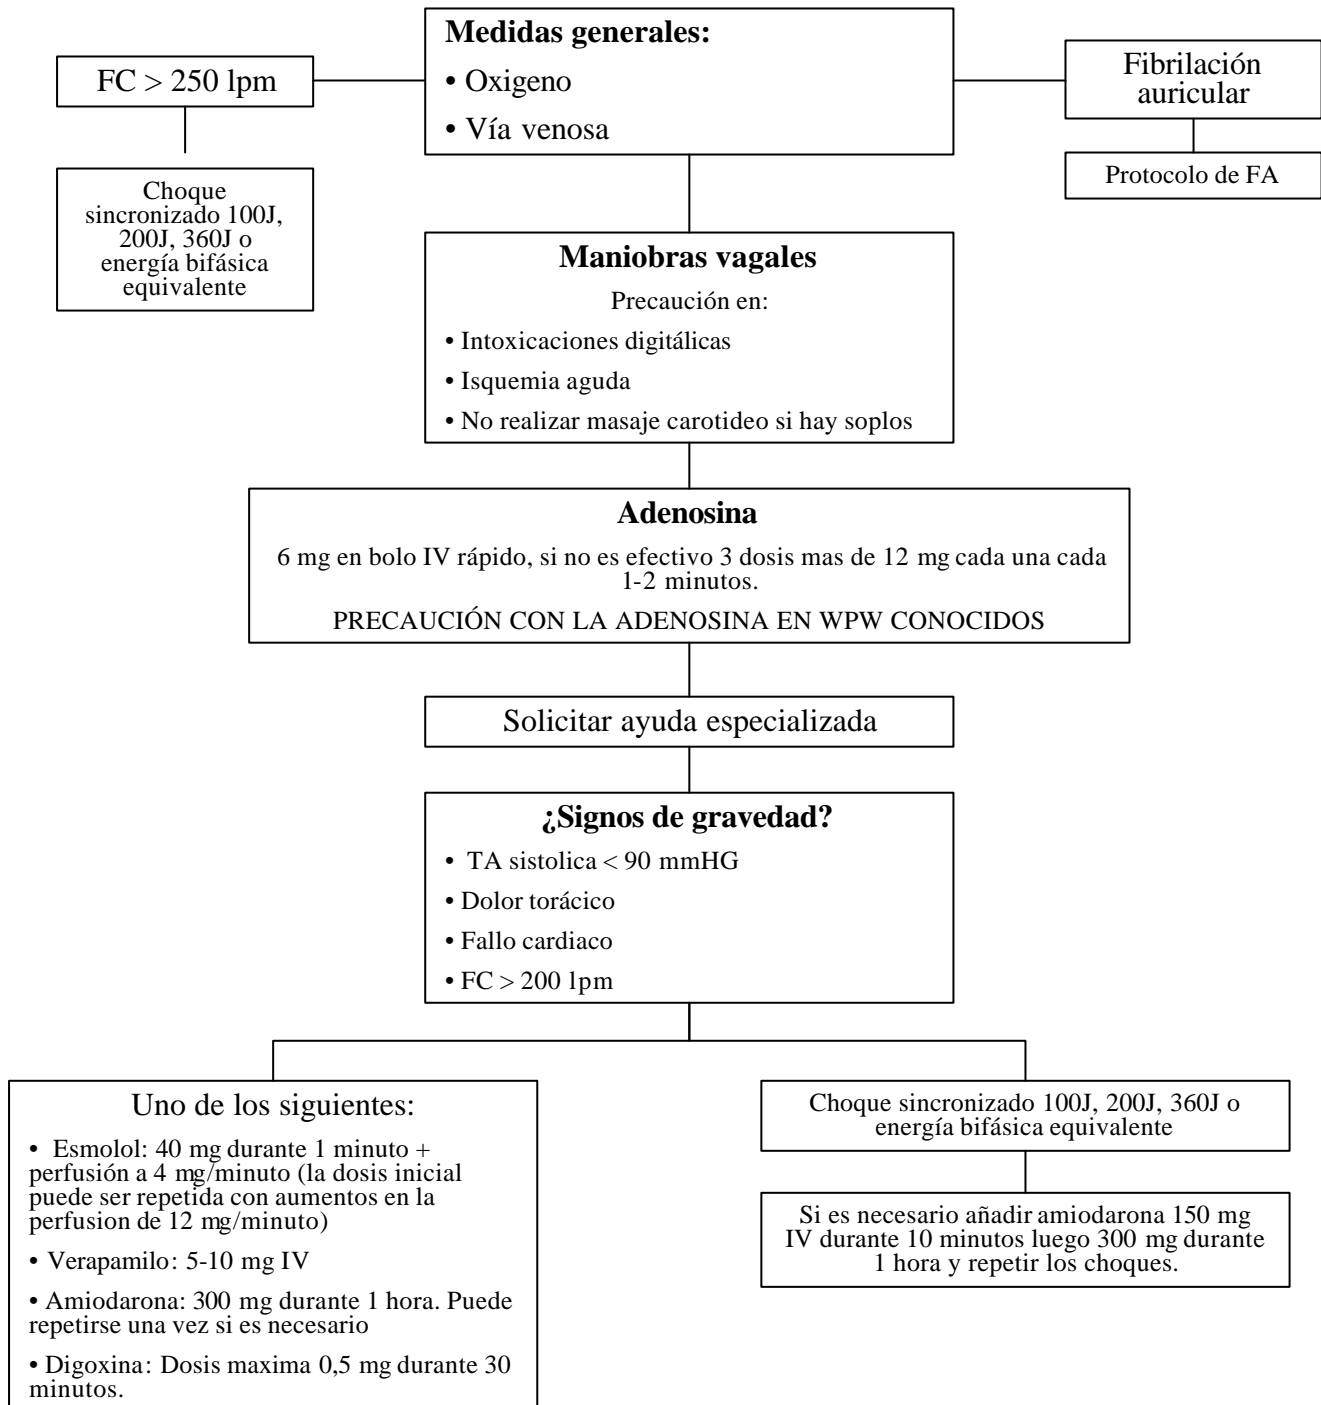 Medidas generales:
• Oxigeno
• Vía venosa
FC > 250 lpm
Choque
sincronizado 100J,
200J, 360J o
energía bifásica
equivalente
Fibrilación
auricular
Protocolo de FA
Maniobras vagales
Precaución en:
• Intoxicaciones digitálicas
• Isquemia aguda
• No realizar masaje carotideo si hay soplos
Adenosina
6 mg en bolo IV rápido, si no es efectivo 3 dosis mas de 12 mg cada una cada
1-2 minutos.
PRECAUCIÓN CON LA ADENOSINA EN WPW CONOCIDOS
Solicitar ayuda especializada
¿Signos de gravedad?
• TA sistolica < 90 mmHG
• Dolor torácico
• Fallo cardiaco
• FC > 200 lpm
Uno de los siguientes:
• Esmolol: 40 mg durante 1 minuto +
perfusión a 4 mg/minuto (la dosis inicial
puede ser repetida con aumentos en la
perfusion de 12 mg/minuto)
• Verapamilo: 5-10 mg IV
• Amiodarona: 300 mg durante 1 hora. Puede
repetirse una vez si es necesario
• Digoxina: Dosis maxima 0,5 mg durante 30
minutos.
Choque sincronizado 100J, 200J, 360J o
energía bifásica equivalente
Si es necesario añadir amiodarona 150 mg
IV durante 10 minutos luego 300 mg durante
1 hora y repetir los choques.